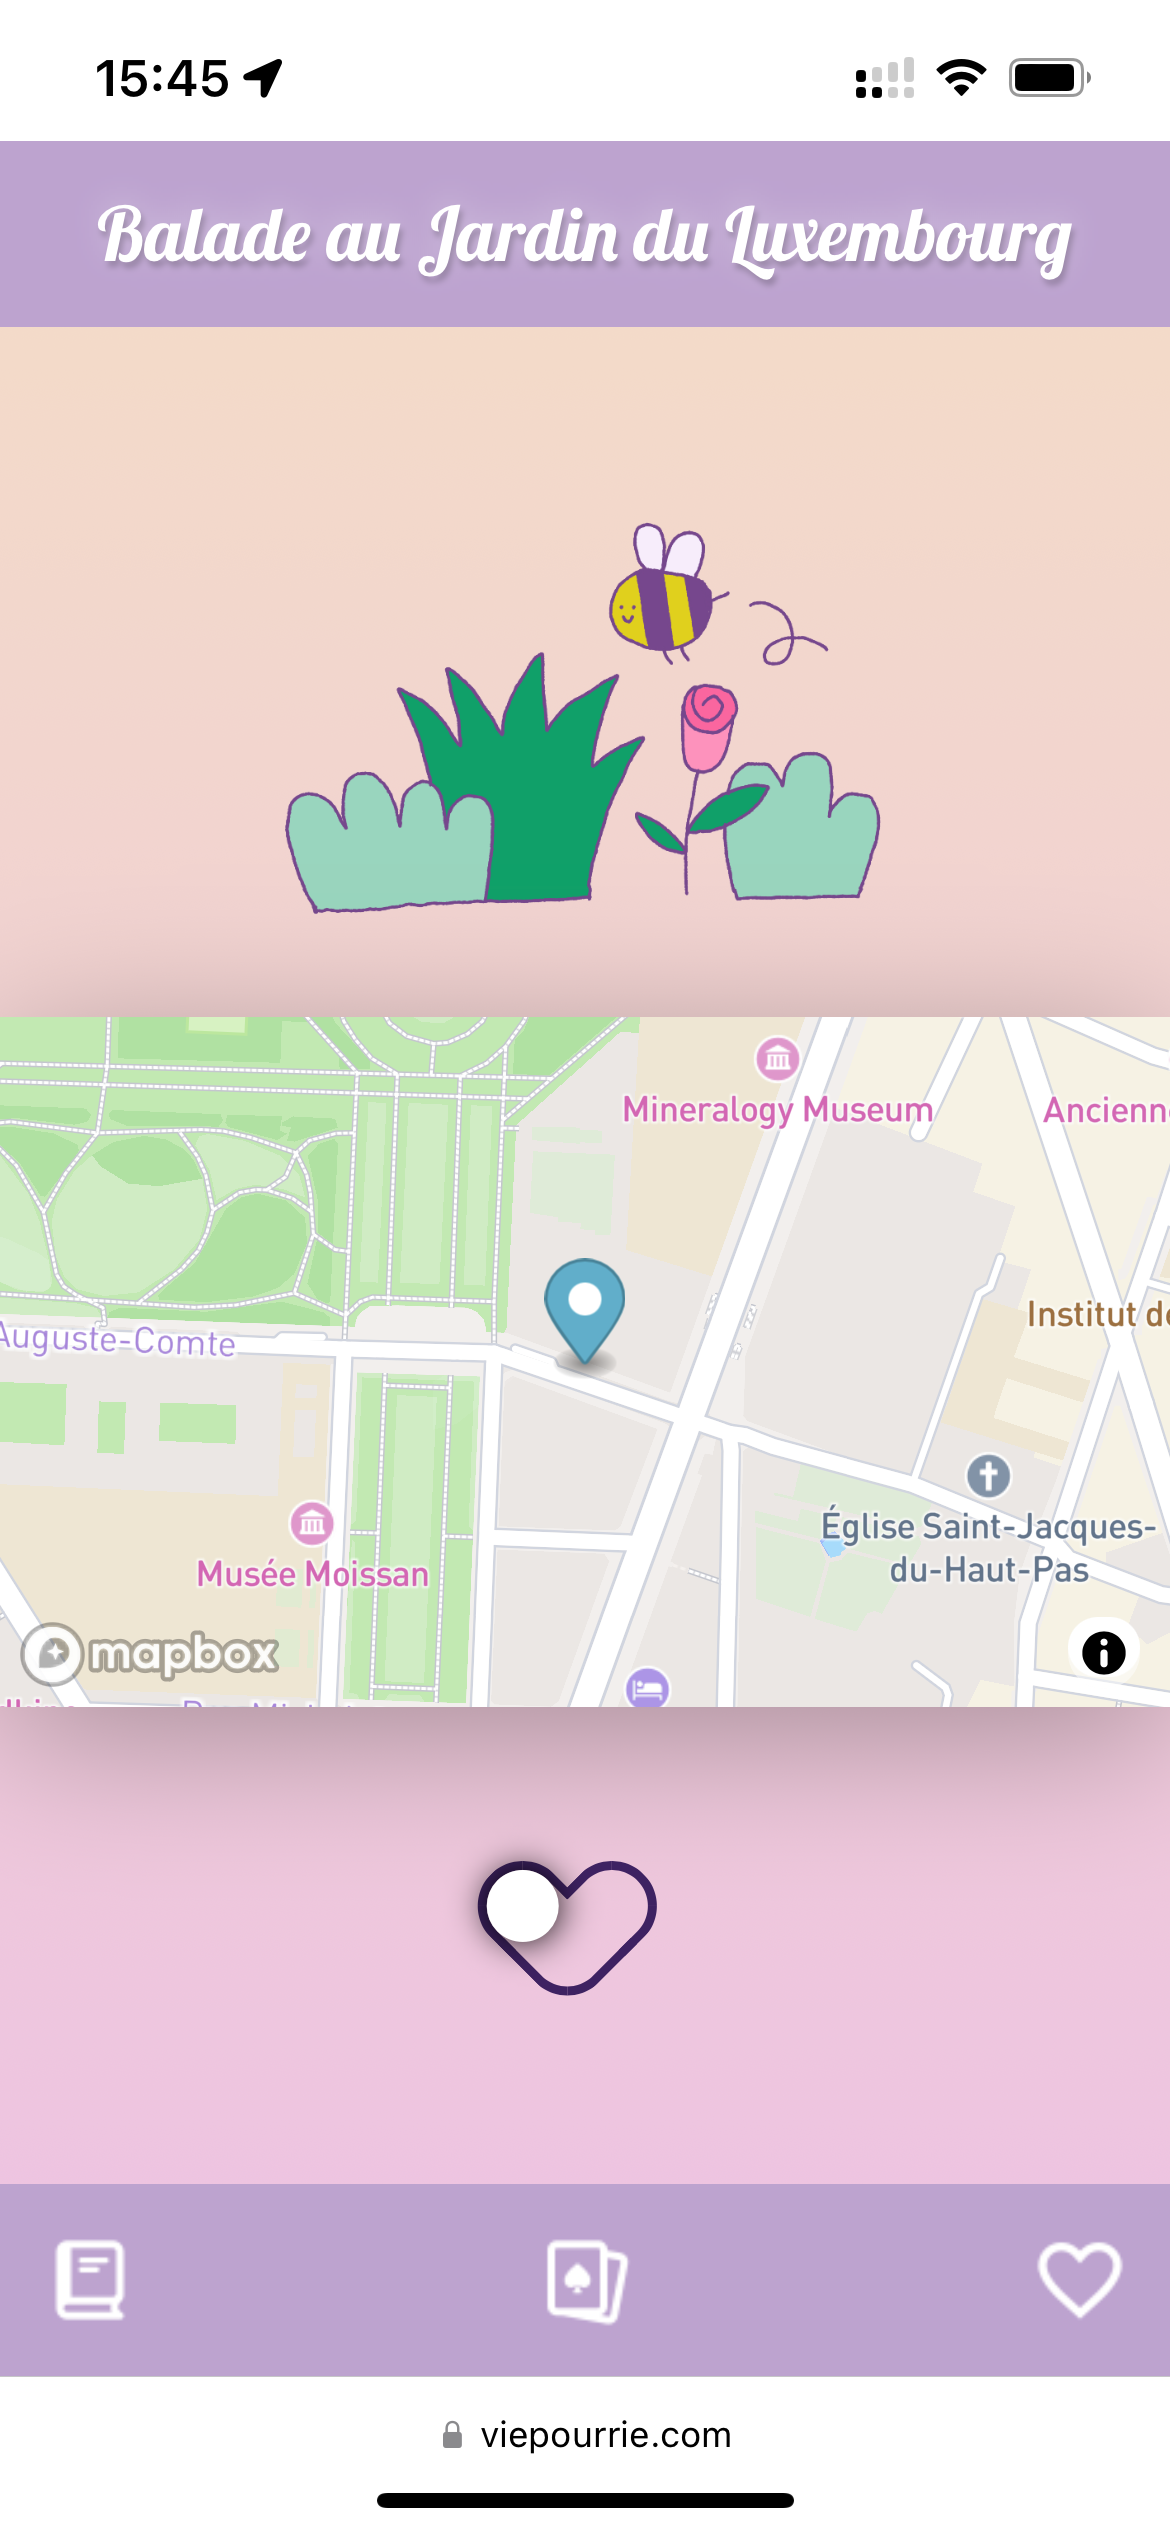 15:45
Balade au Jardin du Luxembourg
Mineralogy Museum
Ancienn
Institut d
Auguste-Comte
Église Saint-Jacques-
du-Haut-Pas
Musée Moissan
mapbox
viepourrie.com